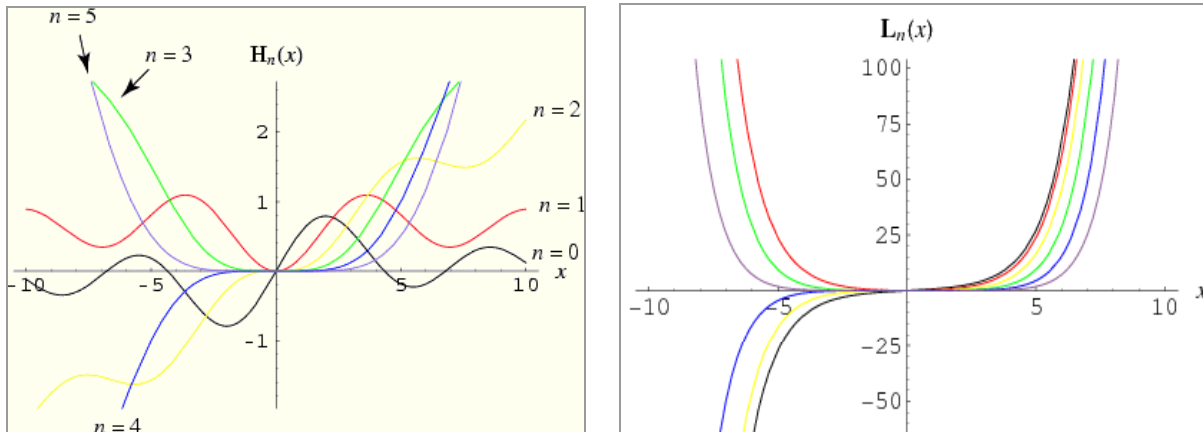 n = 5
n = 3
H_n(x)
2
n = 2
1
n = 1
n = 0
-10
-5
5
10
x
-1
n = 4
L_n(x)
100
75
50
25
-10
-5
5
10
x
-25
-50